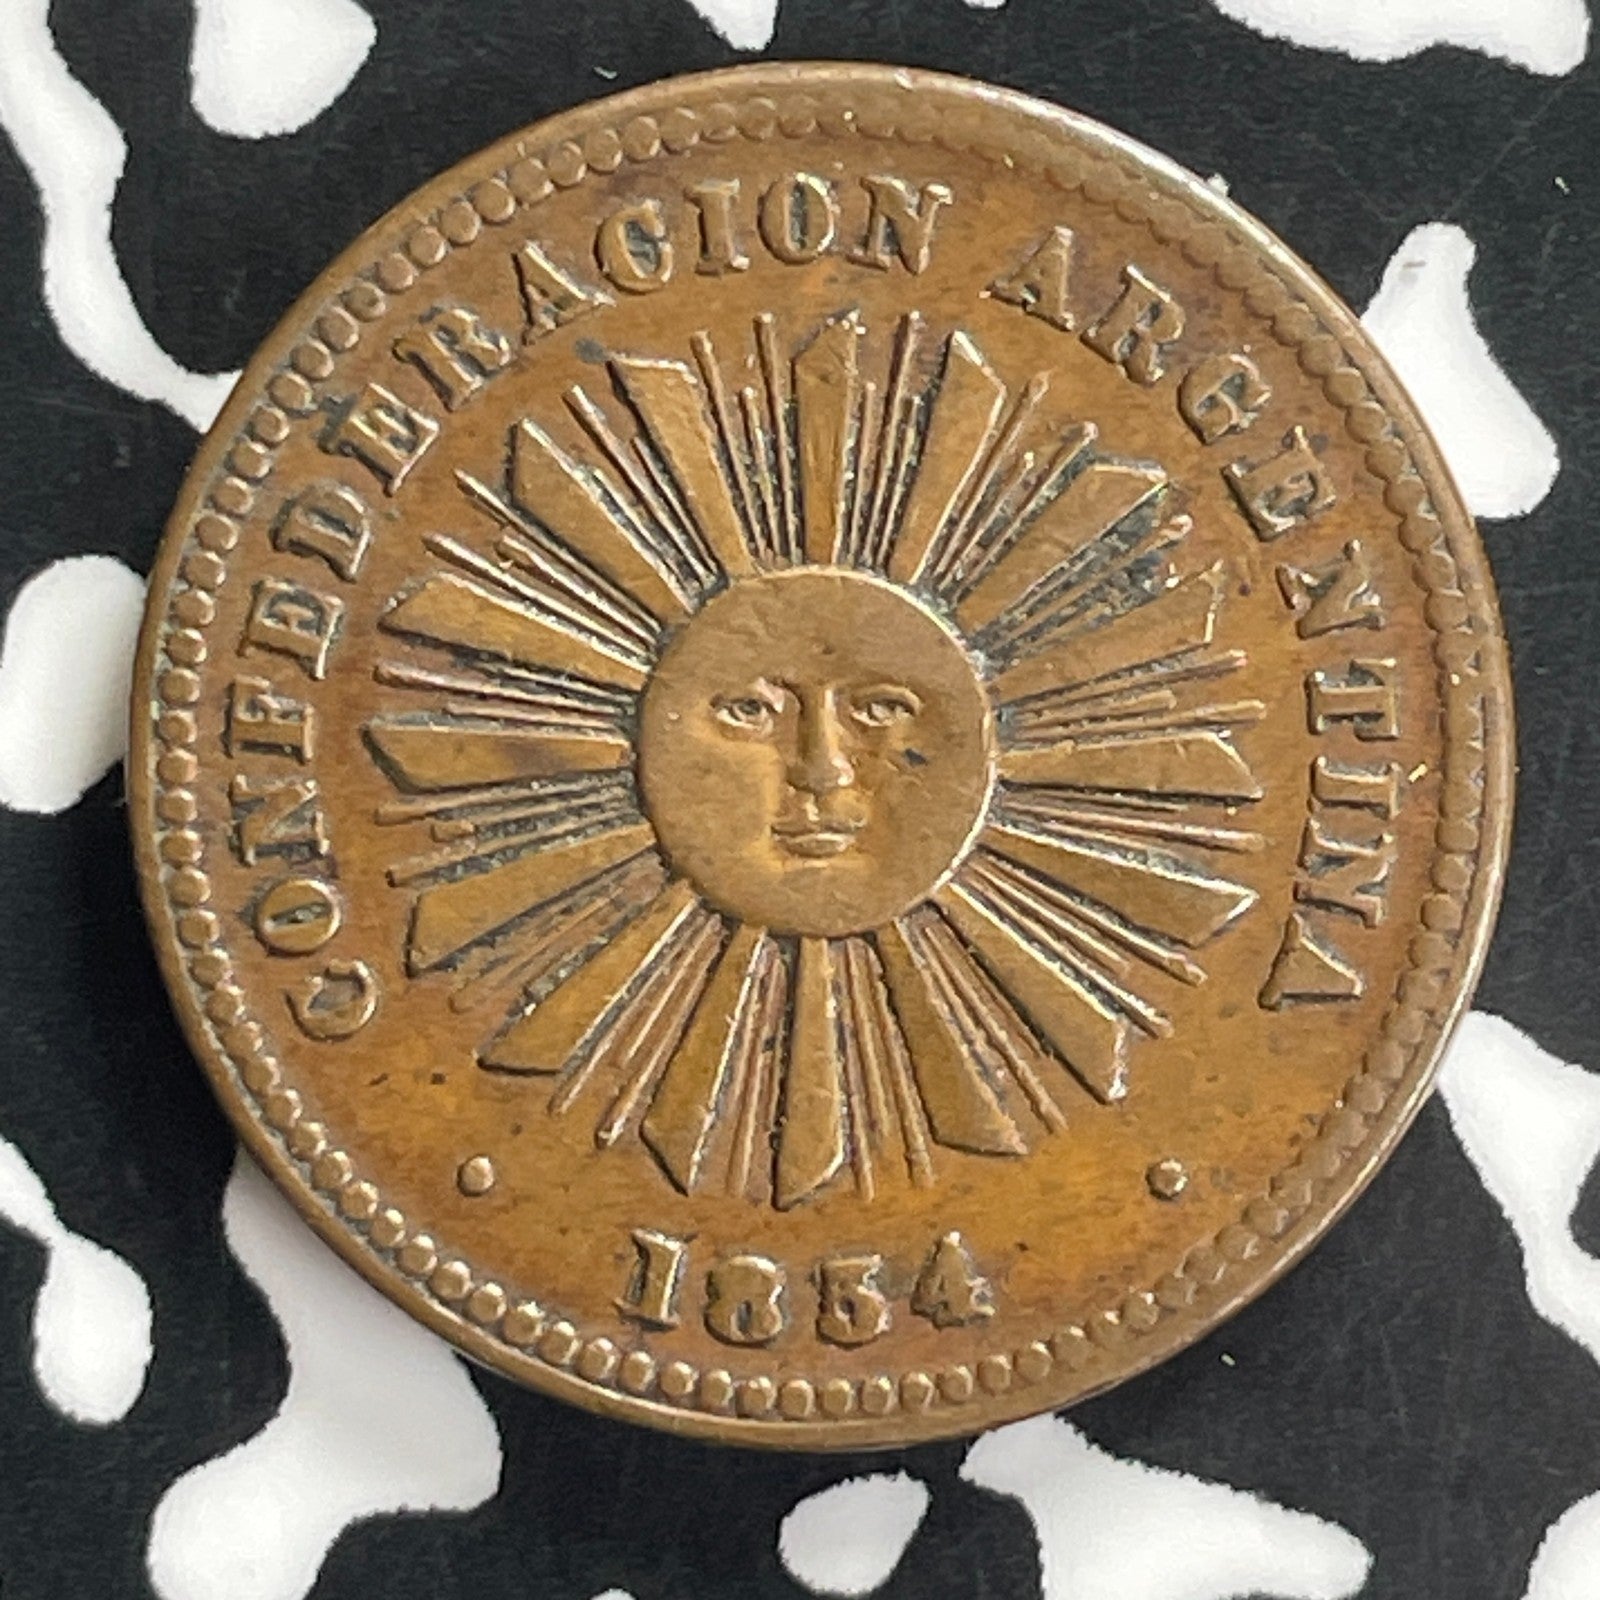 CONFEDERACION ARGENTINA
1854